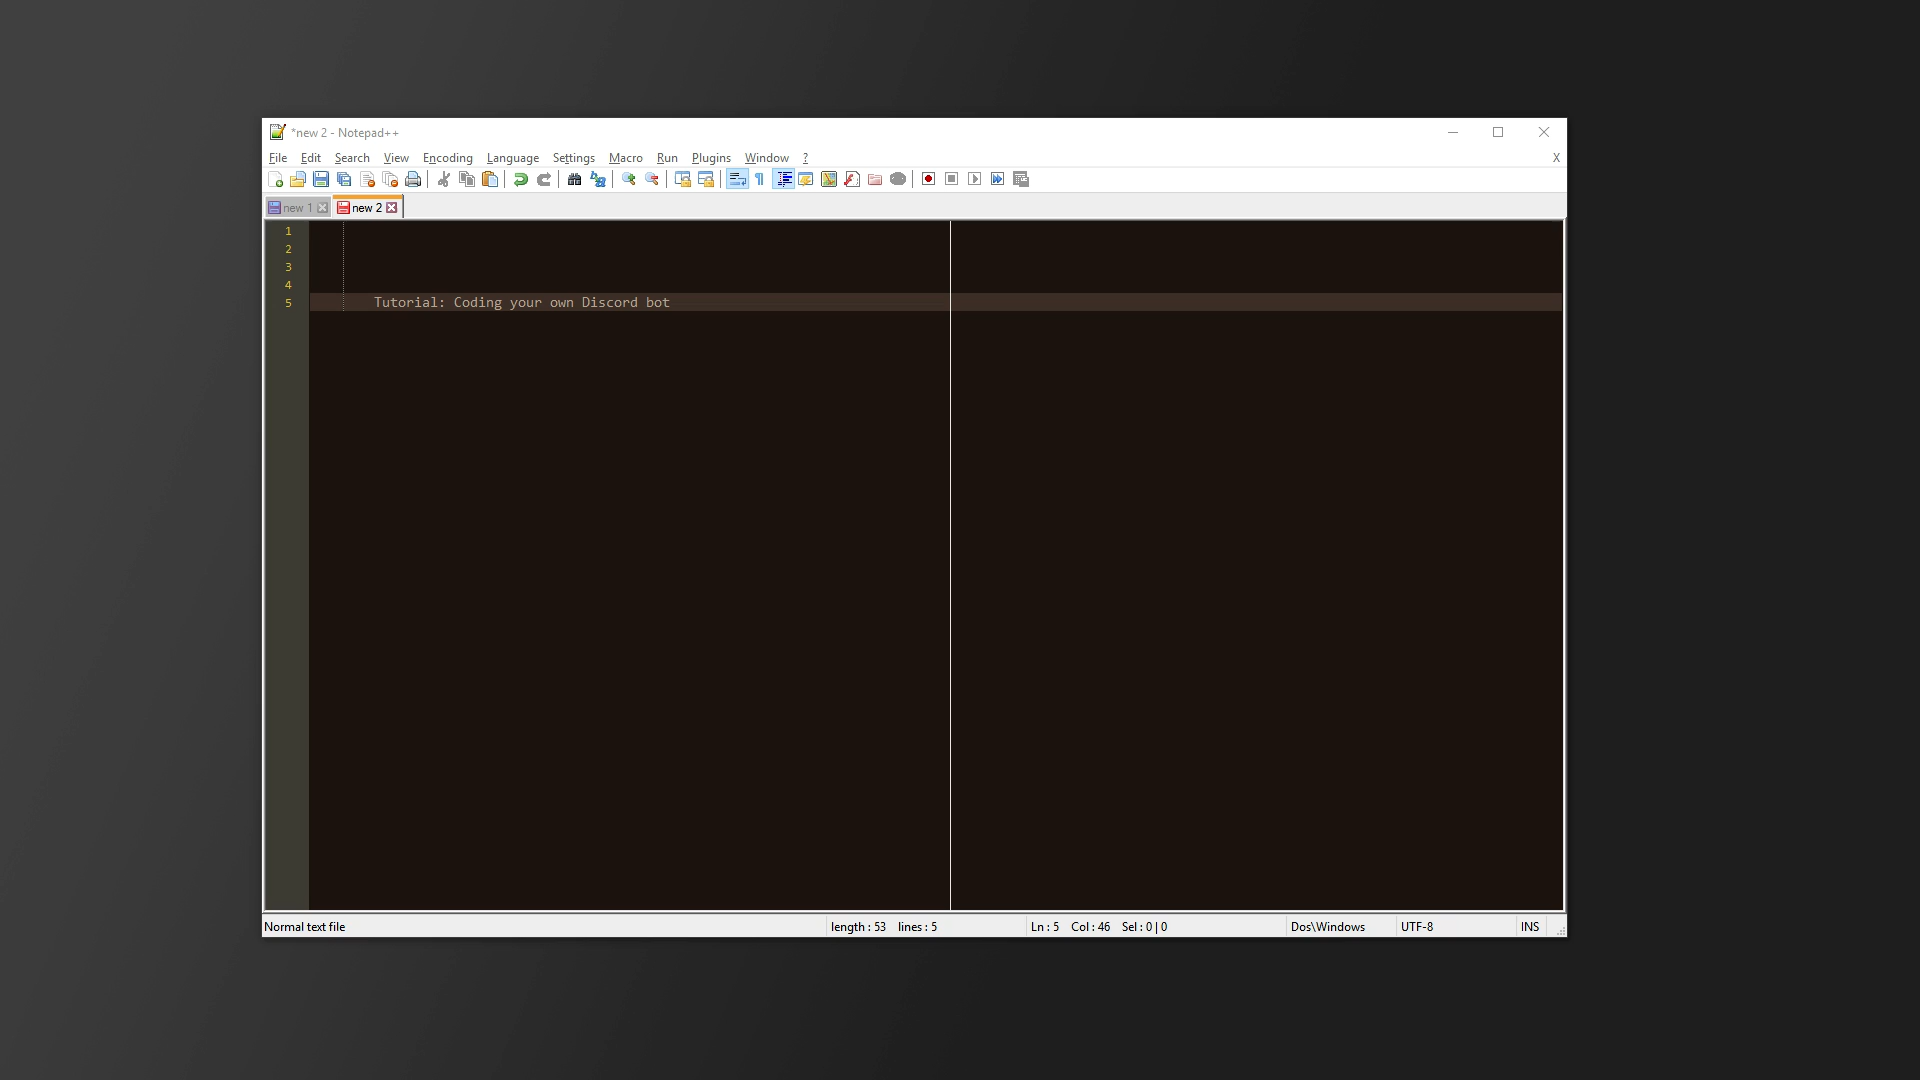 *new 2 - Notepad++
File Edit Search View Encoding Language Settings Macro Run Plugins Window ? X
new 1 new 2
1
2
3
4
5 Tutorial: Coding your own Discord bot
Normal text file length : 53 lines : 5 Ln : 5 Col : 46 Sel : 0 | 0 Dos\Windows UTF-8 INS